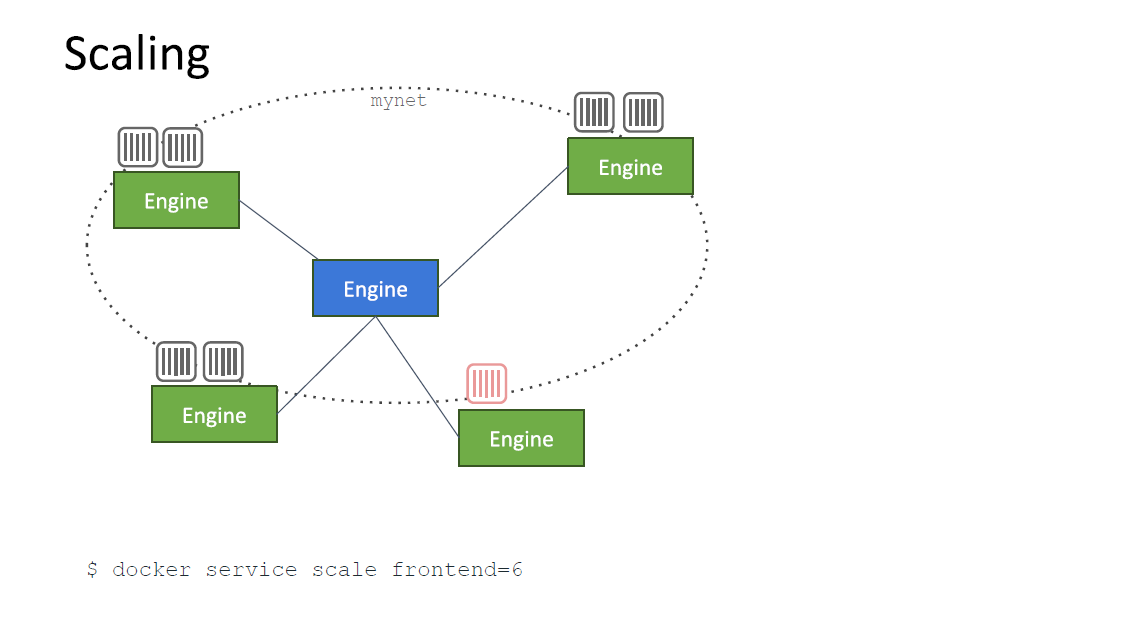 Scaling
mynet
Engine
Engine
Engine
Engine
Engine
$ docker service scale frontend=6